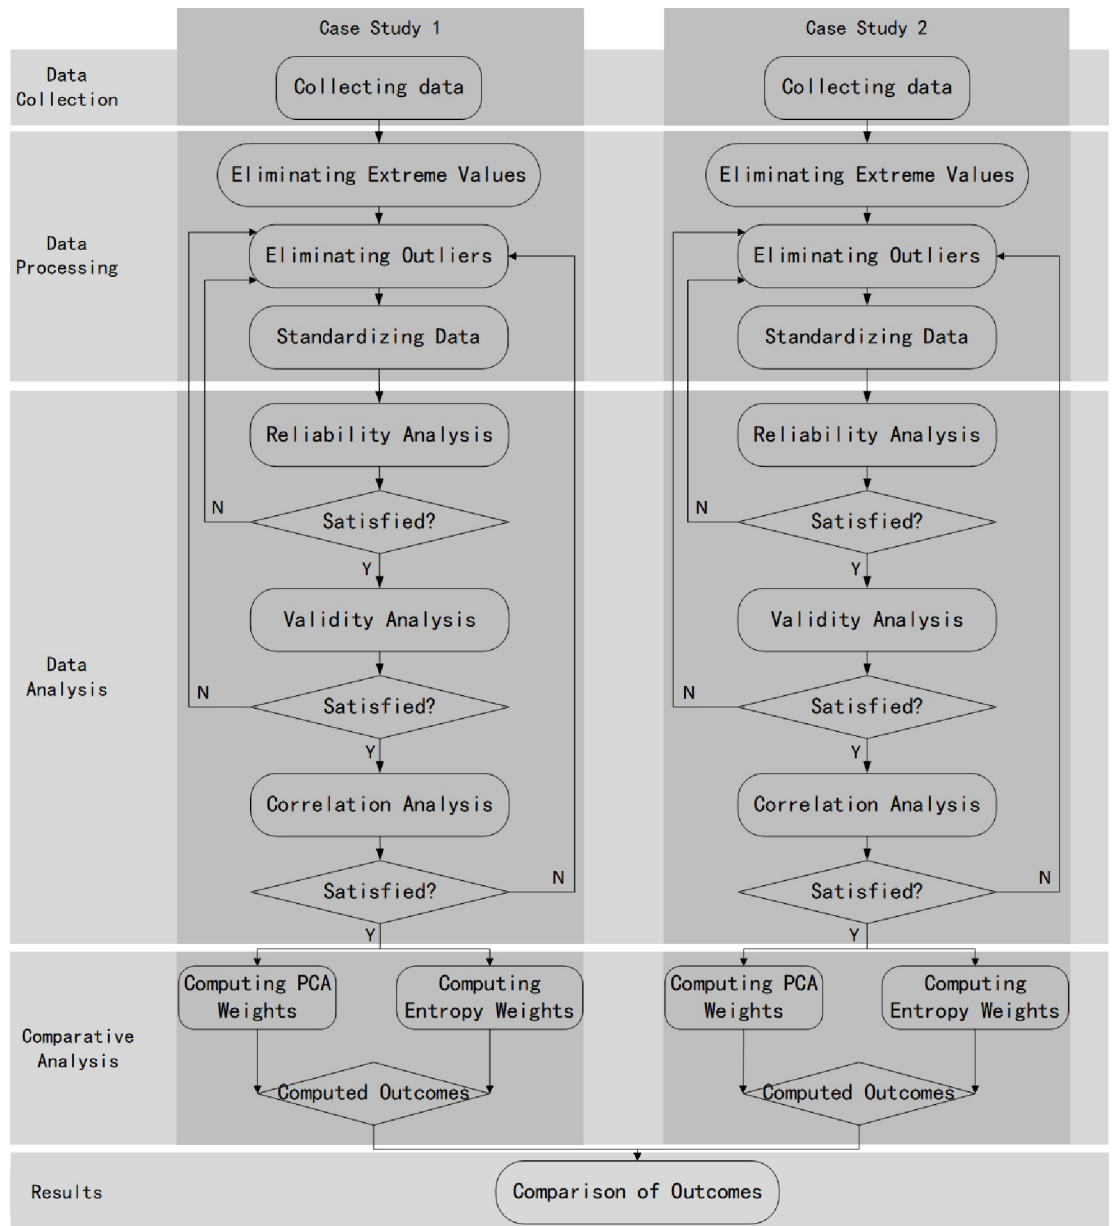 Case Study 1
Case Study 2
Data
Collection
Collecting data
Collecting data
Data
Processing
Eliminating Extreme Values
Eliminating Extreme Values
Eliminating Outliers
Eliminating Outliers
Standardizing Data
Standardizing Data
Data
Analysis
Reliability Analysis
Reliability Analysis
N
Satisfied?
N
Satisfied?
Y
Y
Validity Analysis
Validity Analysis
N
Satisfied?
N
Satisfied?
Y
Y
Correlation Analysis
Correlation Analysis
Satisfied?
N
Satisfied?
N
Y
Y
Comparative
Analysis
Computing PCA
Weights
Computing
Entropy Weights
Computing PCA
Weights
Computing
Entropy Weights
Computed Outcomes
Computed Outcomes
Results
Comparison of Outcomes